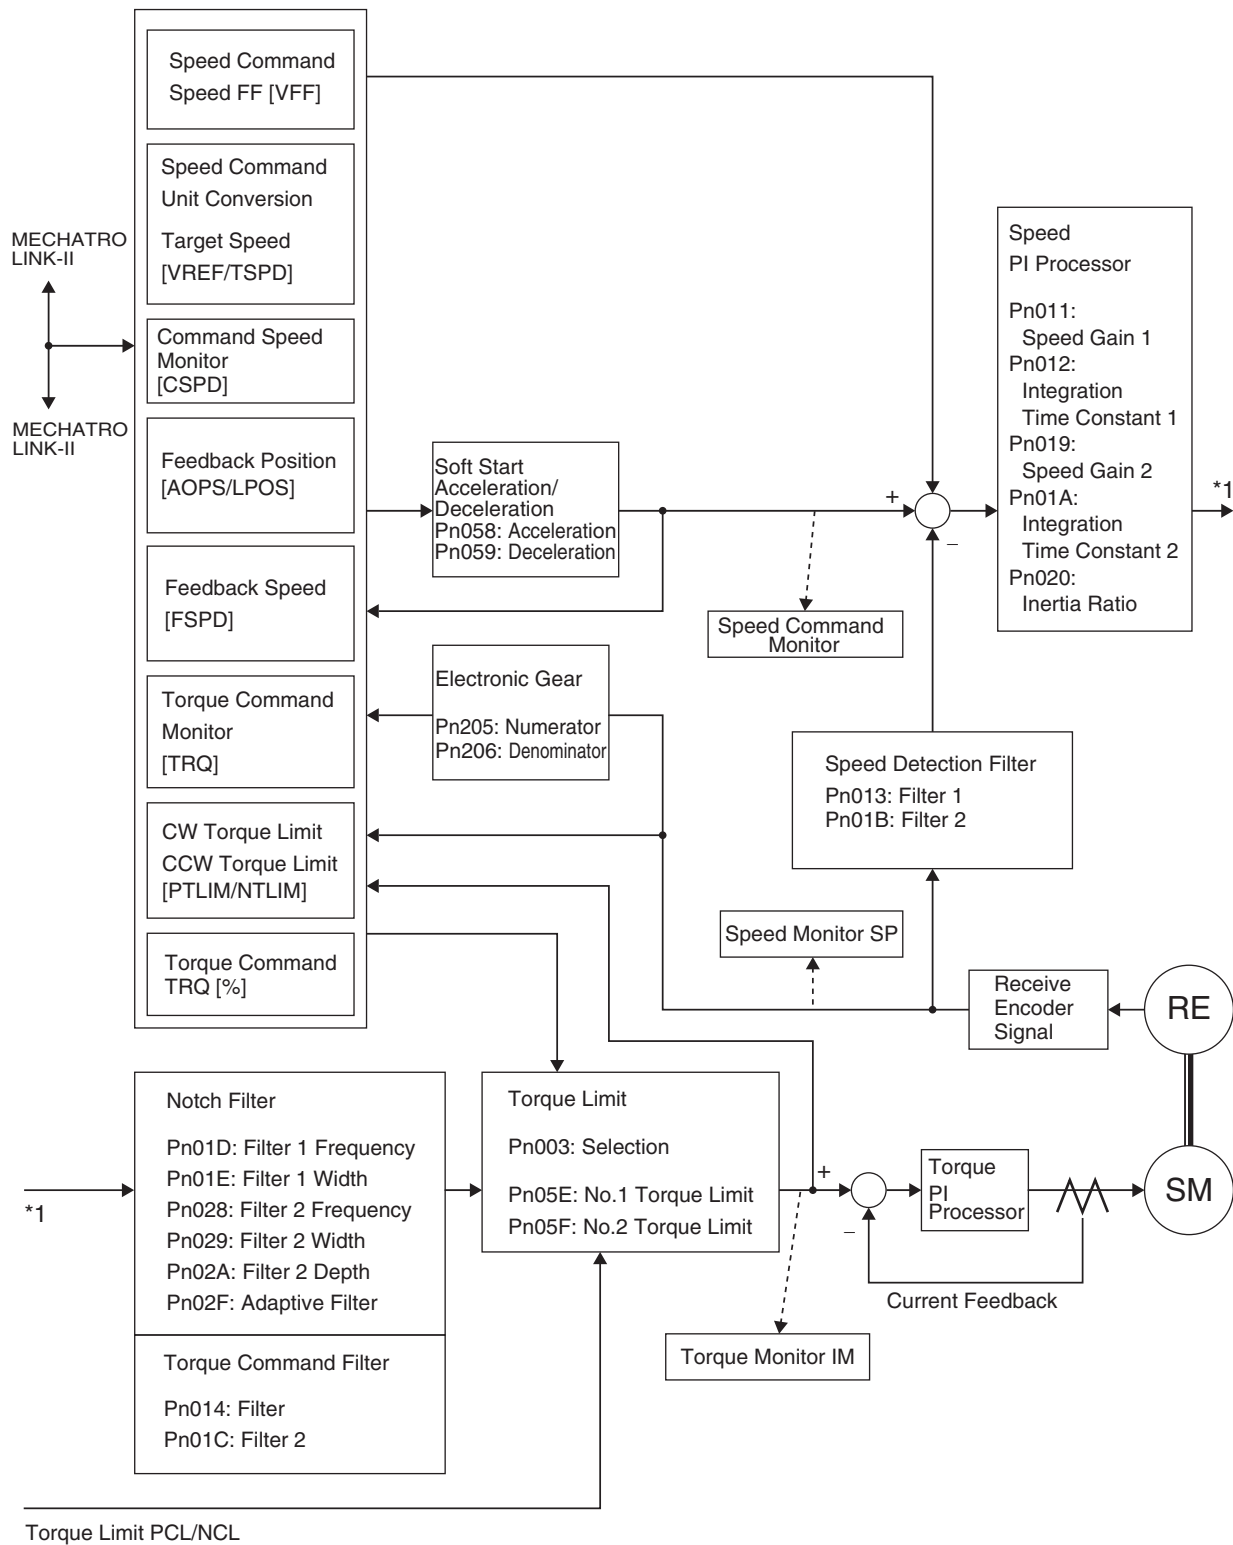 Speed Command
Speed FF [VFF]
Speed Command
Unit Conversion
Target Speed
[VREF/TSPD]
MECHATRO
LINK-II
Command Speed
Monitor
[CSPD]
MECHATRO
LINK-II
Feedback Position
[AOPS/LPOS]
Feedback Speed
[FSPD]
Torque Command
Monitor
[TRQ]
CW Torque Limit
CCW Torque Limit
[PTLIM/NTLIM]
Torque Command
TRQ [%]
Soft Start
Acceleration/
Deceleration
Pn058: Acceleration
Pn059: Deceleration
Electronic Gear
Pn205: Numerator
Pn206: Denominator
+
−
Speed Command
Monitor
Speed
PI Processor
Pn011:
Speed Gain 1
Pn012:
Integration
Time Constant 1
Pn019:
Speed Gain 2
Pn01A:
Integration
Time Constant 2
Pn020:
Inertia Ratio
*1
Speed Detection Filter
Pn013: Filter 1
Pn01B: Filter 2
Speed Monitor SP
Receive
Encoder
Signal
RE
Notch Filter
Pn01D: Filter 1 Frequency
Pn01E: Filter 1 Width
Pn028: Filter 2 Frequency
Pn029: Filter 2 Width
Pn02A: Filter 2 Depth
Pn02F: Adaptive Filter
*1
Torque Command Filter
Pn014: Filter
Pn01C: Filter 2
Torque Limit
Pn003: Selection
Pn05E: No.1 Torque Limit
Pn05F: No.2 Torque Limit
+
−
Torque
PI
Processor
SM
Current Feedback
Torque Monitor IM
Torque Limit PCL/NCL